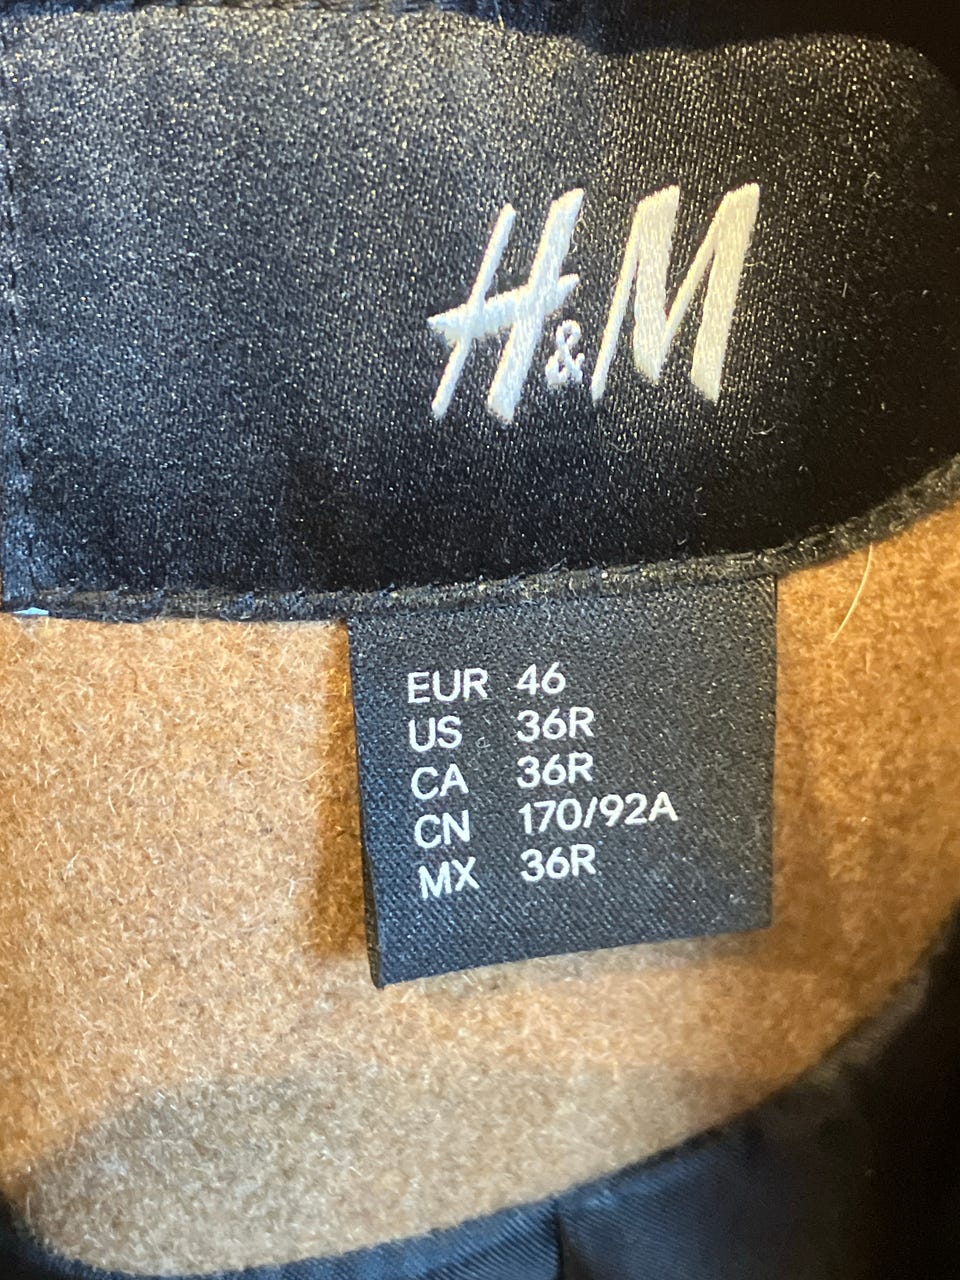 H&M
EUR 46
US 36R
CA 36R
CN 170/92A
MX 36R